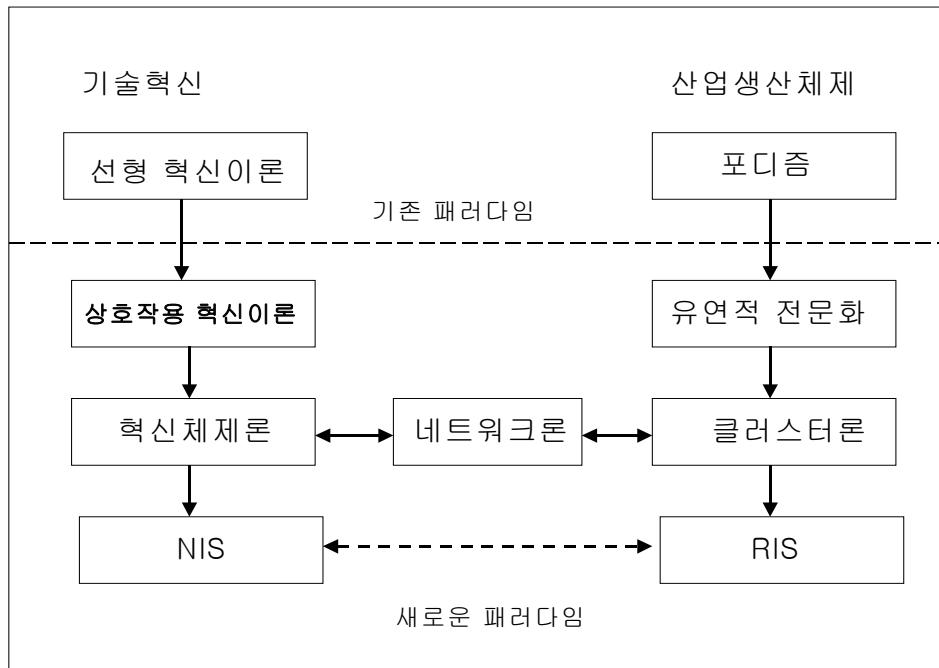 기술혁신
산업생산체제
선형 혁신이론
포디즘
기존 패러다임
상호작용 혁신이론
유연적 전문화
혁신체제론
네트워크론
클러스터론
NIS
RIS
새로운 패러다임